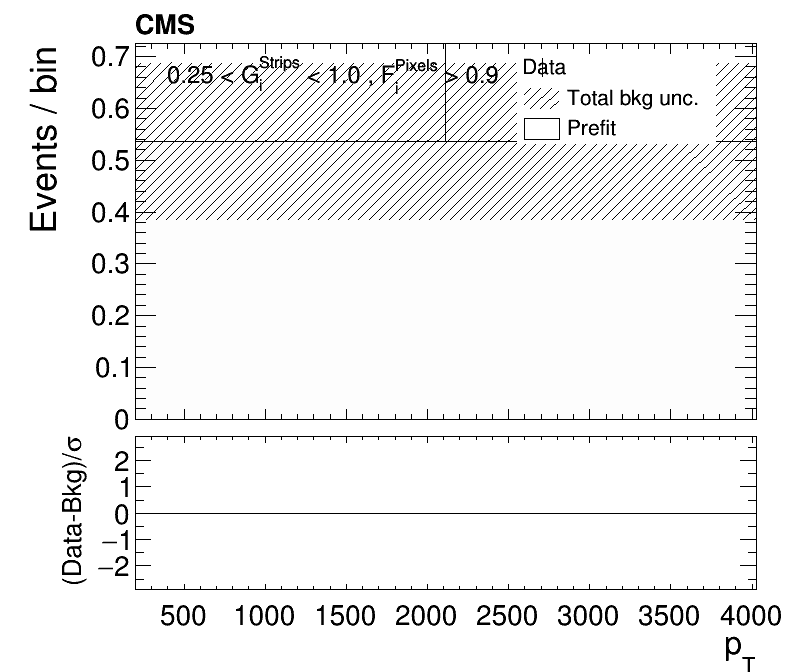 CMS
Events / bin
0.7
0.6
0.5
0.4
0.3
0.2
0.1
0
0.25 < G_i^Strips < 1.0 , F_i^Pixels > 0.9
Data
Total bkg unc.
Prefit
(Data-Bkg)/σ
2
1
0
−1
−2
500 1000 1500 2000 2500 3000 3500 4000
p_T